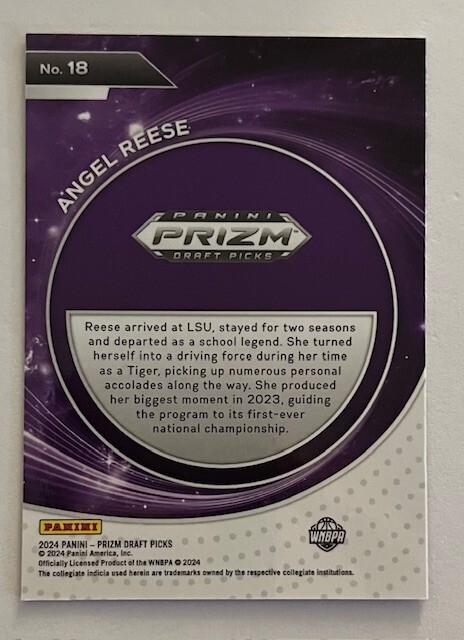 No. 18
ANGEL REESE
PANINI
PRIZM
DRAFT PICKS
Reese arrived at LSU, stayed for two seasons
and departed as a school legend. She turned
herself into a driving force during her time
as a Tiger, picking up numerous personal
accolades along the way. She produced
her biggest moment in 2023, guiding
the program to its first-ever
national championship.
PANINI
WNBPA
2024 PANINI – PRIZM DRAFT PICKS
© 2024 Panini America, Inc.
Officially Licensed Product of the WNBPA © 2024
The collegiate indicia used herein are trademarks owned by the respective collegiate institutions.